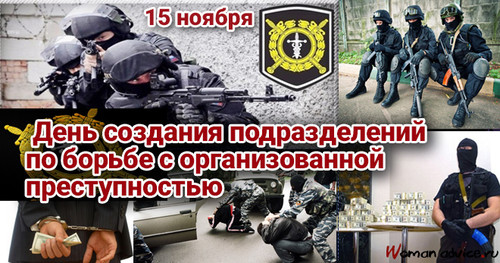 15 ноября
День создания подразделений
по борьбе с организованной
преступностью
Womanadvice.ru